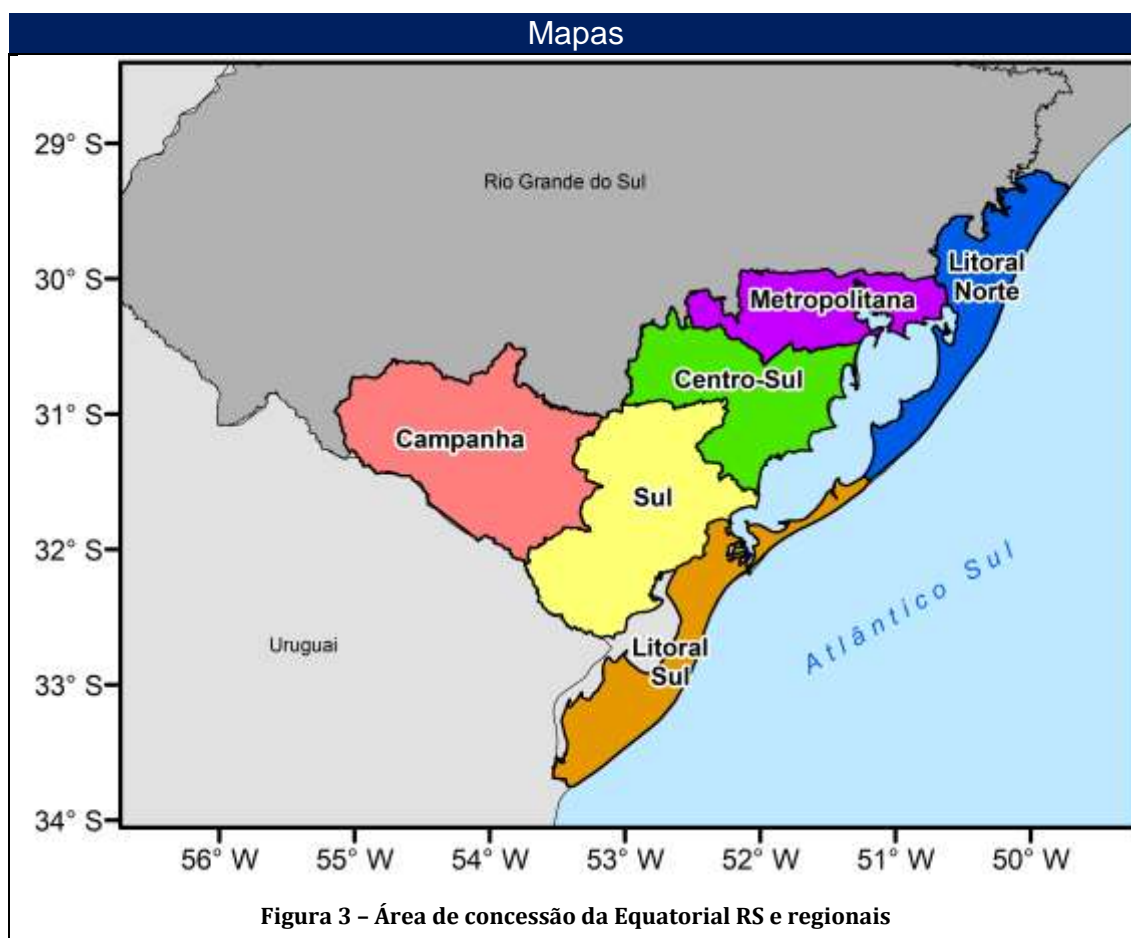 Mapas
29° S
30° S
31° S
32° S
33° S
34° S
Rio Grande do Sul
Litoral
Norte
Metropolitana
Centro-Sul
Campanha
Sul
Litoral
Sul
Uruguai
Atlântico Sul
56° W
55° W
54° W
53° W
52° W
51° W
50° W
Figura 3 – Área de concessão da Equatorial RS e regionais